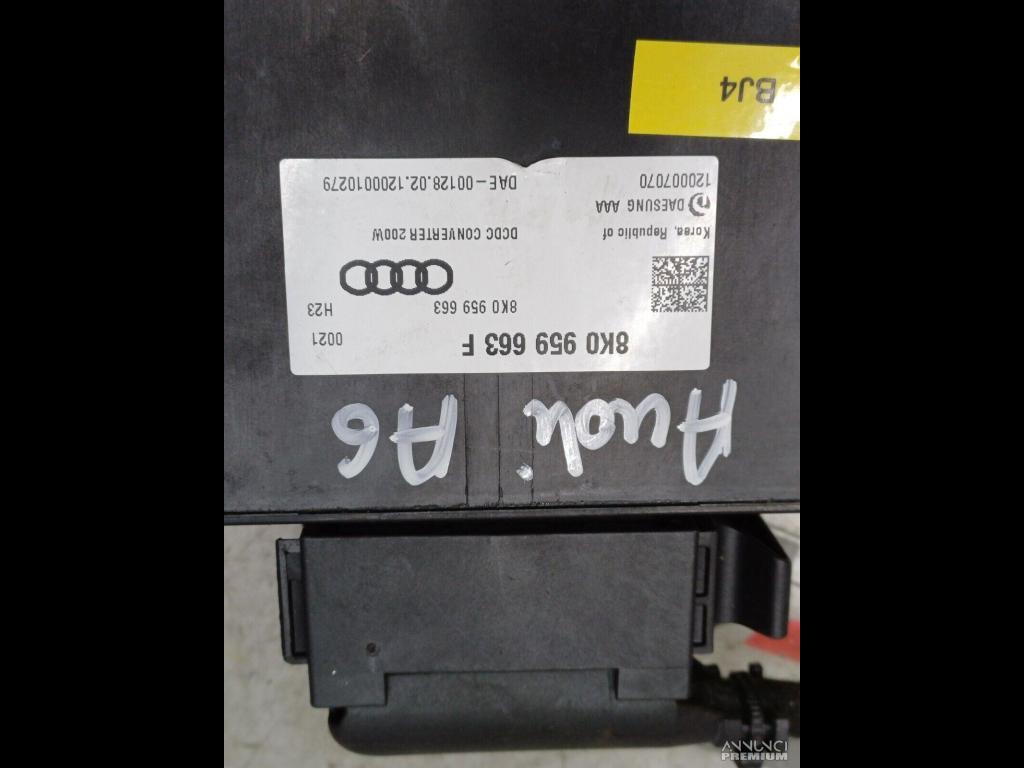 Audi A6
8K0 959 663 F 0021
8K0 959 663 H23
DCDC CONVERTER 200W
Korea, Republic of
DAESUNG AAA
120007070 DAE-00128.02.1200010279
BJ4
ANNUNCI
PREMIUM